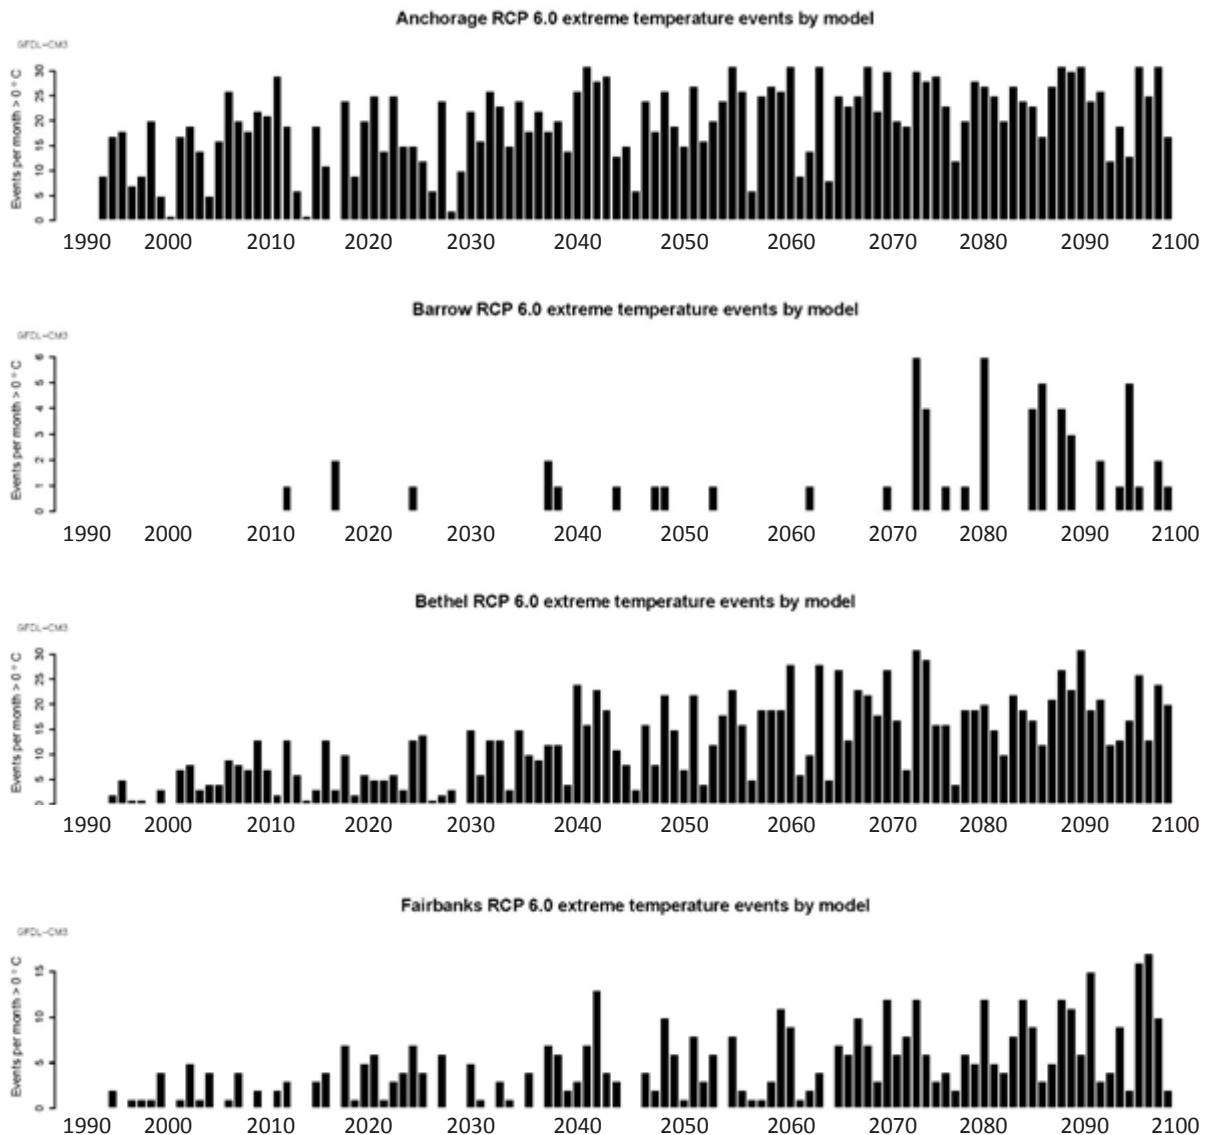 Anchorage RCP 6.0 extreme temperature events by model
GFDL-CM3
Events per month > 0 ° C
30
25
20
15
10
5
0
1990 2000 2010 2020 2030 2040 2050 2060 2070 2080 2090 2100
Barrow RCP 6.0 extreme temperature events by model
GFDL-CM3
Events per month > 0 ° C
6
5
4
3
2
1
0
1990 2000 2010 2020 2030 2040 2050 2060 2070 2080 2090 2100
Bethel RCP 6.0 extreme temperature events by model
GFDL-CM3
Events per month > 0 ° C
30
25
20
15
10
5
0
1990 2000 2010 2020 2030 2040 2050 2060 2070 2080 2090 2100
Fairbanks RCP 6.0 extreme temperature events by model
GFDL-CM3
Events per month > 0 ° C
15
10
5
0
1990 2000 2010 2020 2030 2040 2050 2060 2070 2080 2090 2100